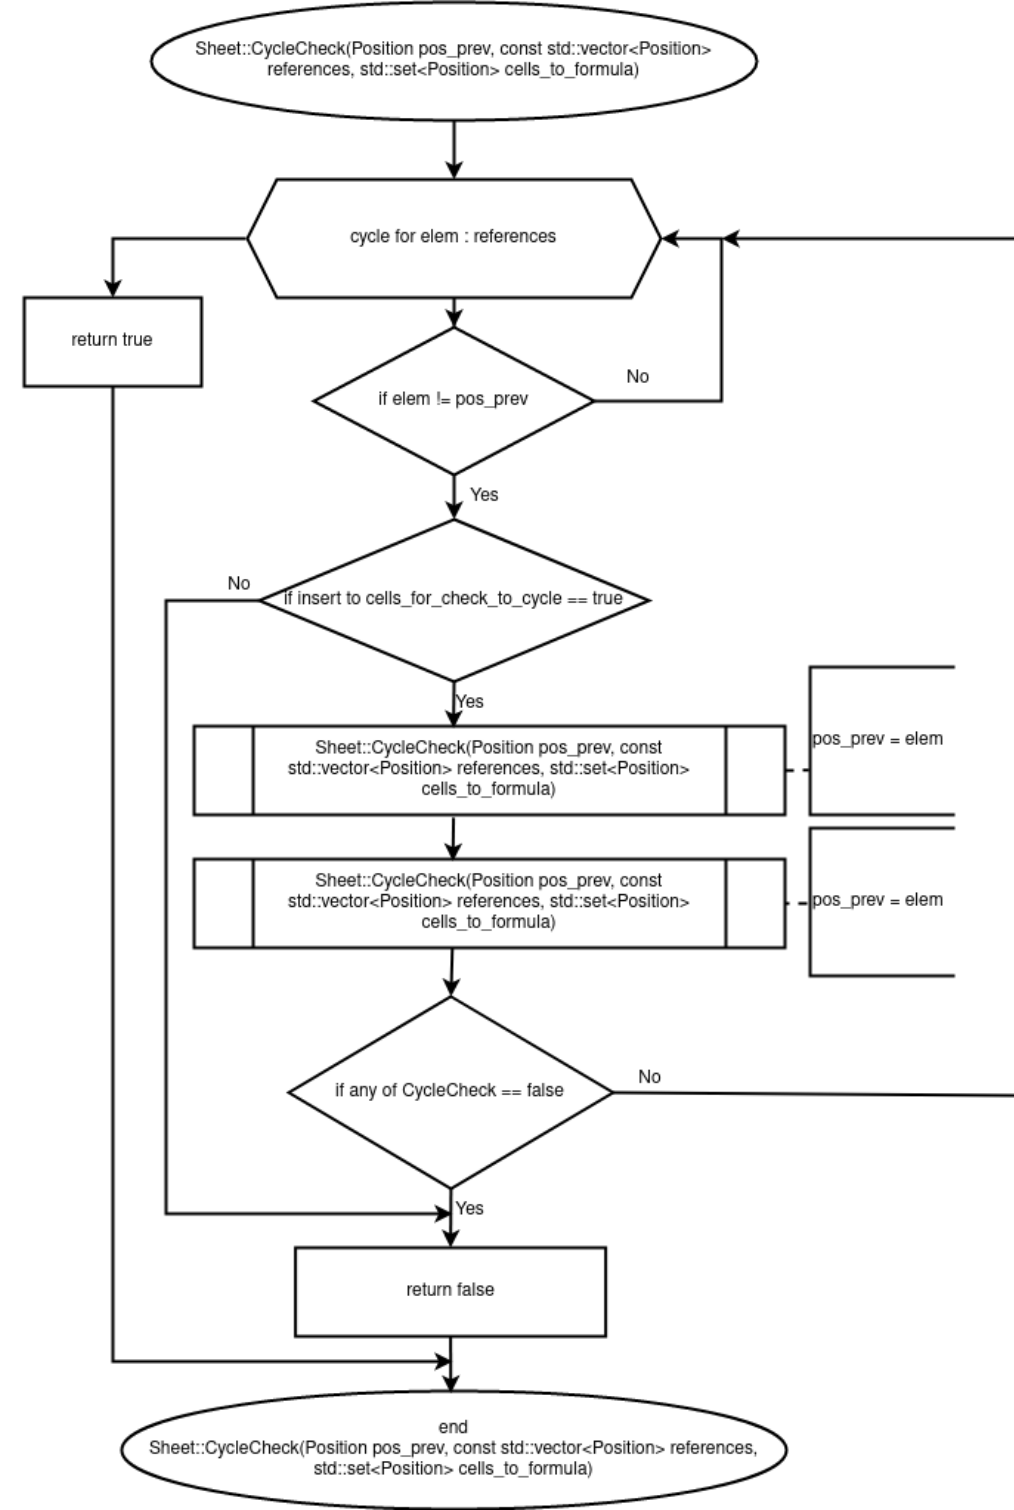 Sheet::CycleCheck(Position pos_prev, const std::vector<Position>
references, std::set<Position> cells_to_formula)
cycle for elem : references
return true
if elem != pos_prev
No
Yes
No
if insert to cells_for_check_to_cycle == true
Yes
Sheet::CycleCheck(Position pos_prev, const
std::vector<Position> references, std::set<Position>
cells_to_formula)
pos_prev = elem
Sheet::CycleCheck(Position pos_prev, const
std::vector<Position> references, std::set<Position>
cells_to_formula)
pos_prev = elem
if any of CycleCheck == false
No
Yes
return false
end
Sheet::CycleCheck(Position pos_prev, const std::vector<Position> references,
std::set<Position> cells_to_formula)